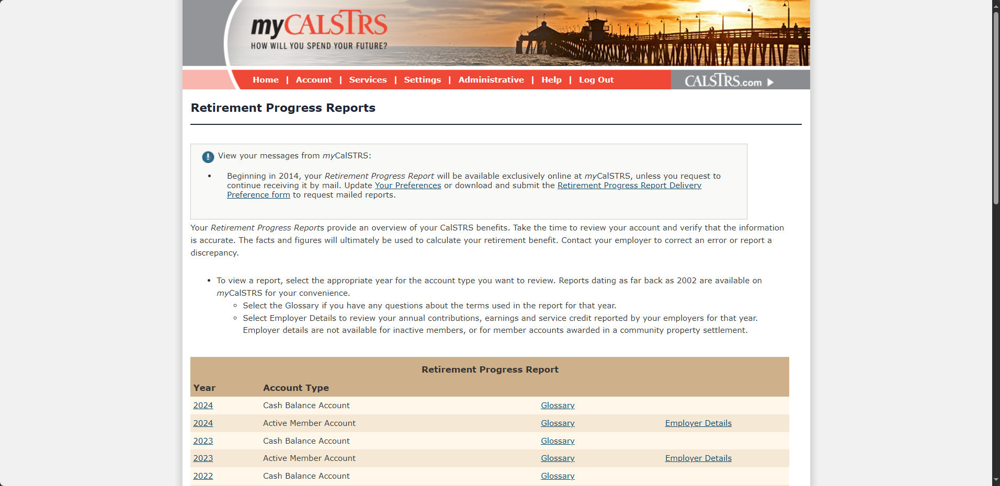 myCALSTRS
HOW WILL YOU SPEND YOUR FUTURE?
Home | Account | Services | Settings | Administrative | Help | Log Out
CALSTRS.com
Retirement Progress Reports
View your messages from myCalSTRS:
• Beginning in 2014, your Retirement Progress Report will be available exclusively online at myCalSTRS, unless you request to
continue receiving it by mail. Update Your Preferences or download and submit the Retirement Progress Report Delivery
Preference form to request mailed reports.
Your Retirement Progress Reports provide an overview of your CalSTRS benefits. Take the time to review your account and verify that the information
is accurate. The facts and figures will ultimately be used to calculate your retirement benefit. Contact your employer to correct an error or report a
discrepancy.
• To view a report, select the appropriate year for the account type you want to review. Reports dating as far back as 2002 are available on
myCalSTRS for your convenience.
◦ Select the Glossary if you have any questions about the terms used in the report for that year.
◦ Select Employer Details to review your annual contributions, earnings and service credit reported by your employers for that year.
Employer details are not available for inactive members, or for member accounts awarded in a community property settlement.
Retirement Progress Report
Year Account Type
2024 Cash Balance Account Glossary
2024 Active Member Account Glossary Employer Details
2023 Cash Balance Account Glossary
2023 Active Member Account Glossary Employer Details
2022 Cash Balance Account Glossary